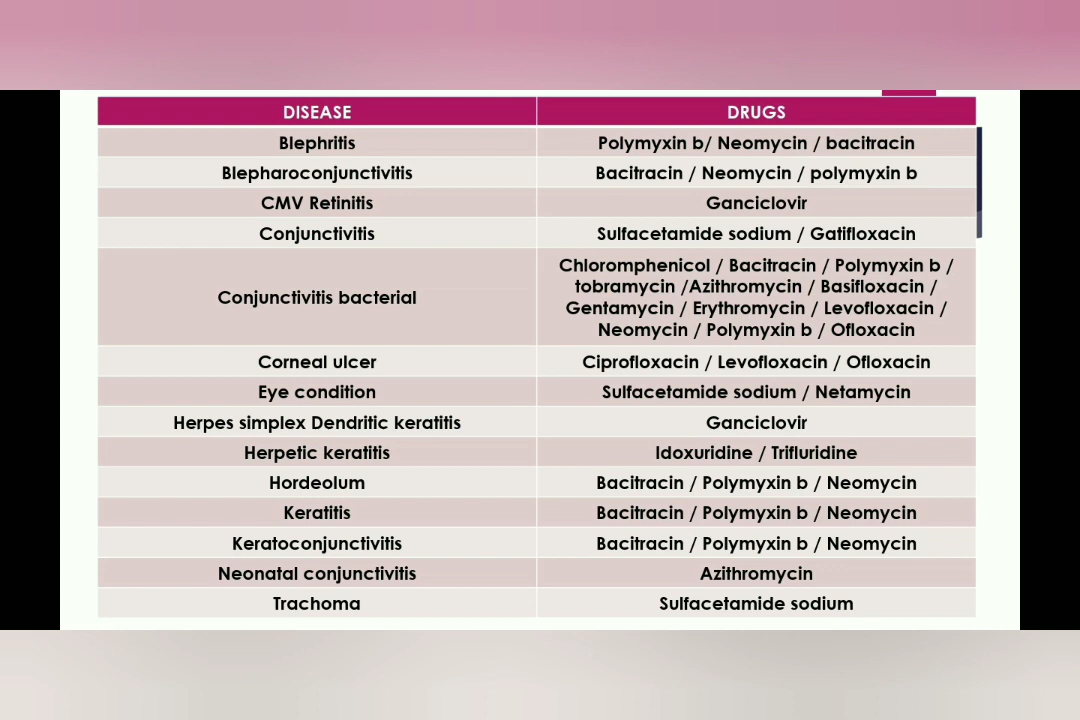 DISEASE DRUGS
Blephritis Polymyxin b/ Neomycin / bacitracin
Blepharoconjunctivitis Bacitracin / Neomycin / polymyxin b
CMV Retinitis Ganciclovir
Conjunctivitis Sulfacetamide sodium / Gatifloxacin
Conjunctivitis bacterial
Chloromphenicol / Bacitracin / Polymyxin b /
tobramycin /Azithromycin / Basifloxacin /
Gentamycin / Erythromycin / Levofloxacin /
Neomycin / Polymyxin b / Ofloxacin
Corneal ulcer Ciprofloxacin / Levofloxacin / Ofloxacin
Eye condition Sulfacetamide sodium / Netamycin
Herpes simplex Dendritic keratitis Ganciclovir
Herpetic keratitis Idoxuridine / Trifluridine
Hordeolum Bacitracin / Polymyxin b / Neomycin
Keratitis Bacitracin / Polymyxin b / Neomycin
Keratoconjunctivitis Bacitracin / Polymyxin b / Neomycin
Neonatal conjunctivitis Azithromycin
Trachoma Sulfacetamide sodium